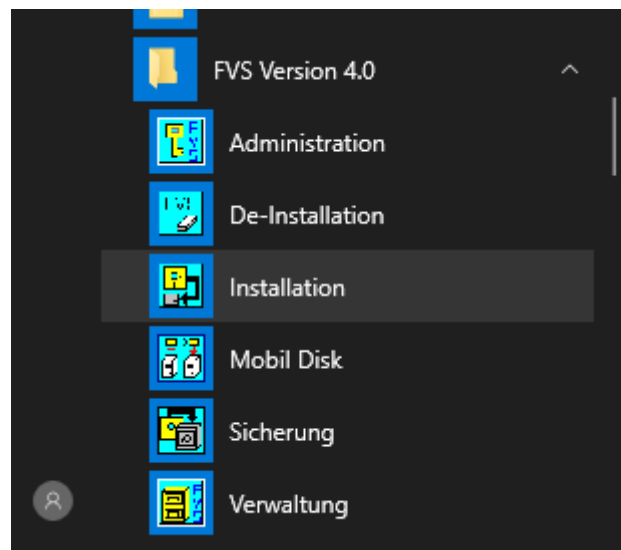 FVS Version 4.0
Administration
De-Installation
Installation
Mobil Disk
Sicherung
Verwaltung